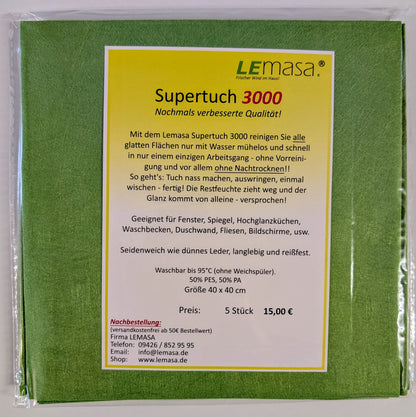 LEmasa.®
Frischer Wind im Haus!
Supertuch 3000
Nochmals verbesserte Qualität!
Mit dem Lemasa Supertuch 3000 reinigen Sie alle
glatten Flächen nur mit Wasser mühelos und schnell
in nur einem einzigen Arbeitsgang - ohne Vorreini-
gung und vor allem ohne Nachtrocknen!!
So geht's: Tuch nass machen, auswringen, einmal
wischen - fertig! Die Restfeuchte zieht weg und der
Glanz kommt von alleine - versprochen!
Geeignet für Fenster, Spiegel, Hochglanzküchen,
Waschbecken, Duschwand, Fliesen, Bildschirme, usw.
Seidenweich wie dünnes Leder, langlebig und reißfest.
Waschbar bis 95°C (ohne Weichspüler).
50% PES, 50% PA
Größe 40 x 40 cm
Preis: 5 Stück 15,00 €
Nachbestellung:
(versandkostenfrei ab 50€ Bestellwert)
Firma LEMASA
Telefon: 09426 / 852 95 95
Email: info@lemasa.de
Shop: www.lemasa.de